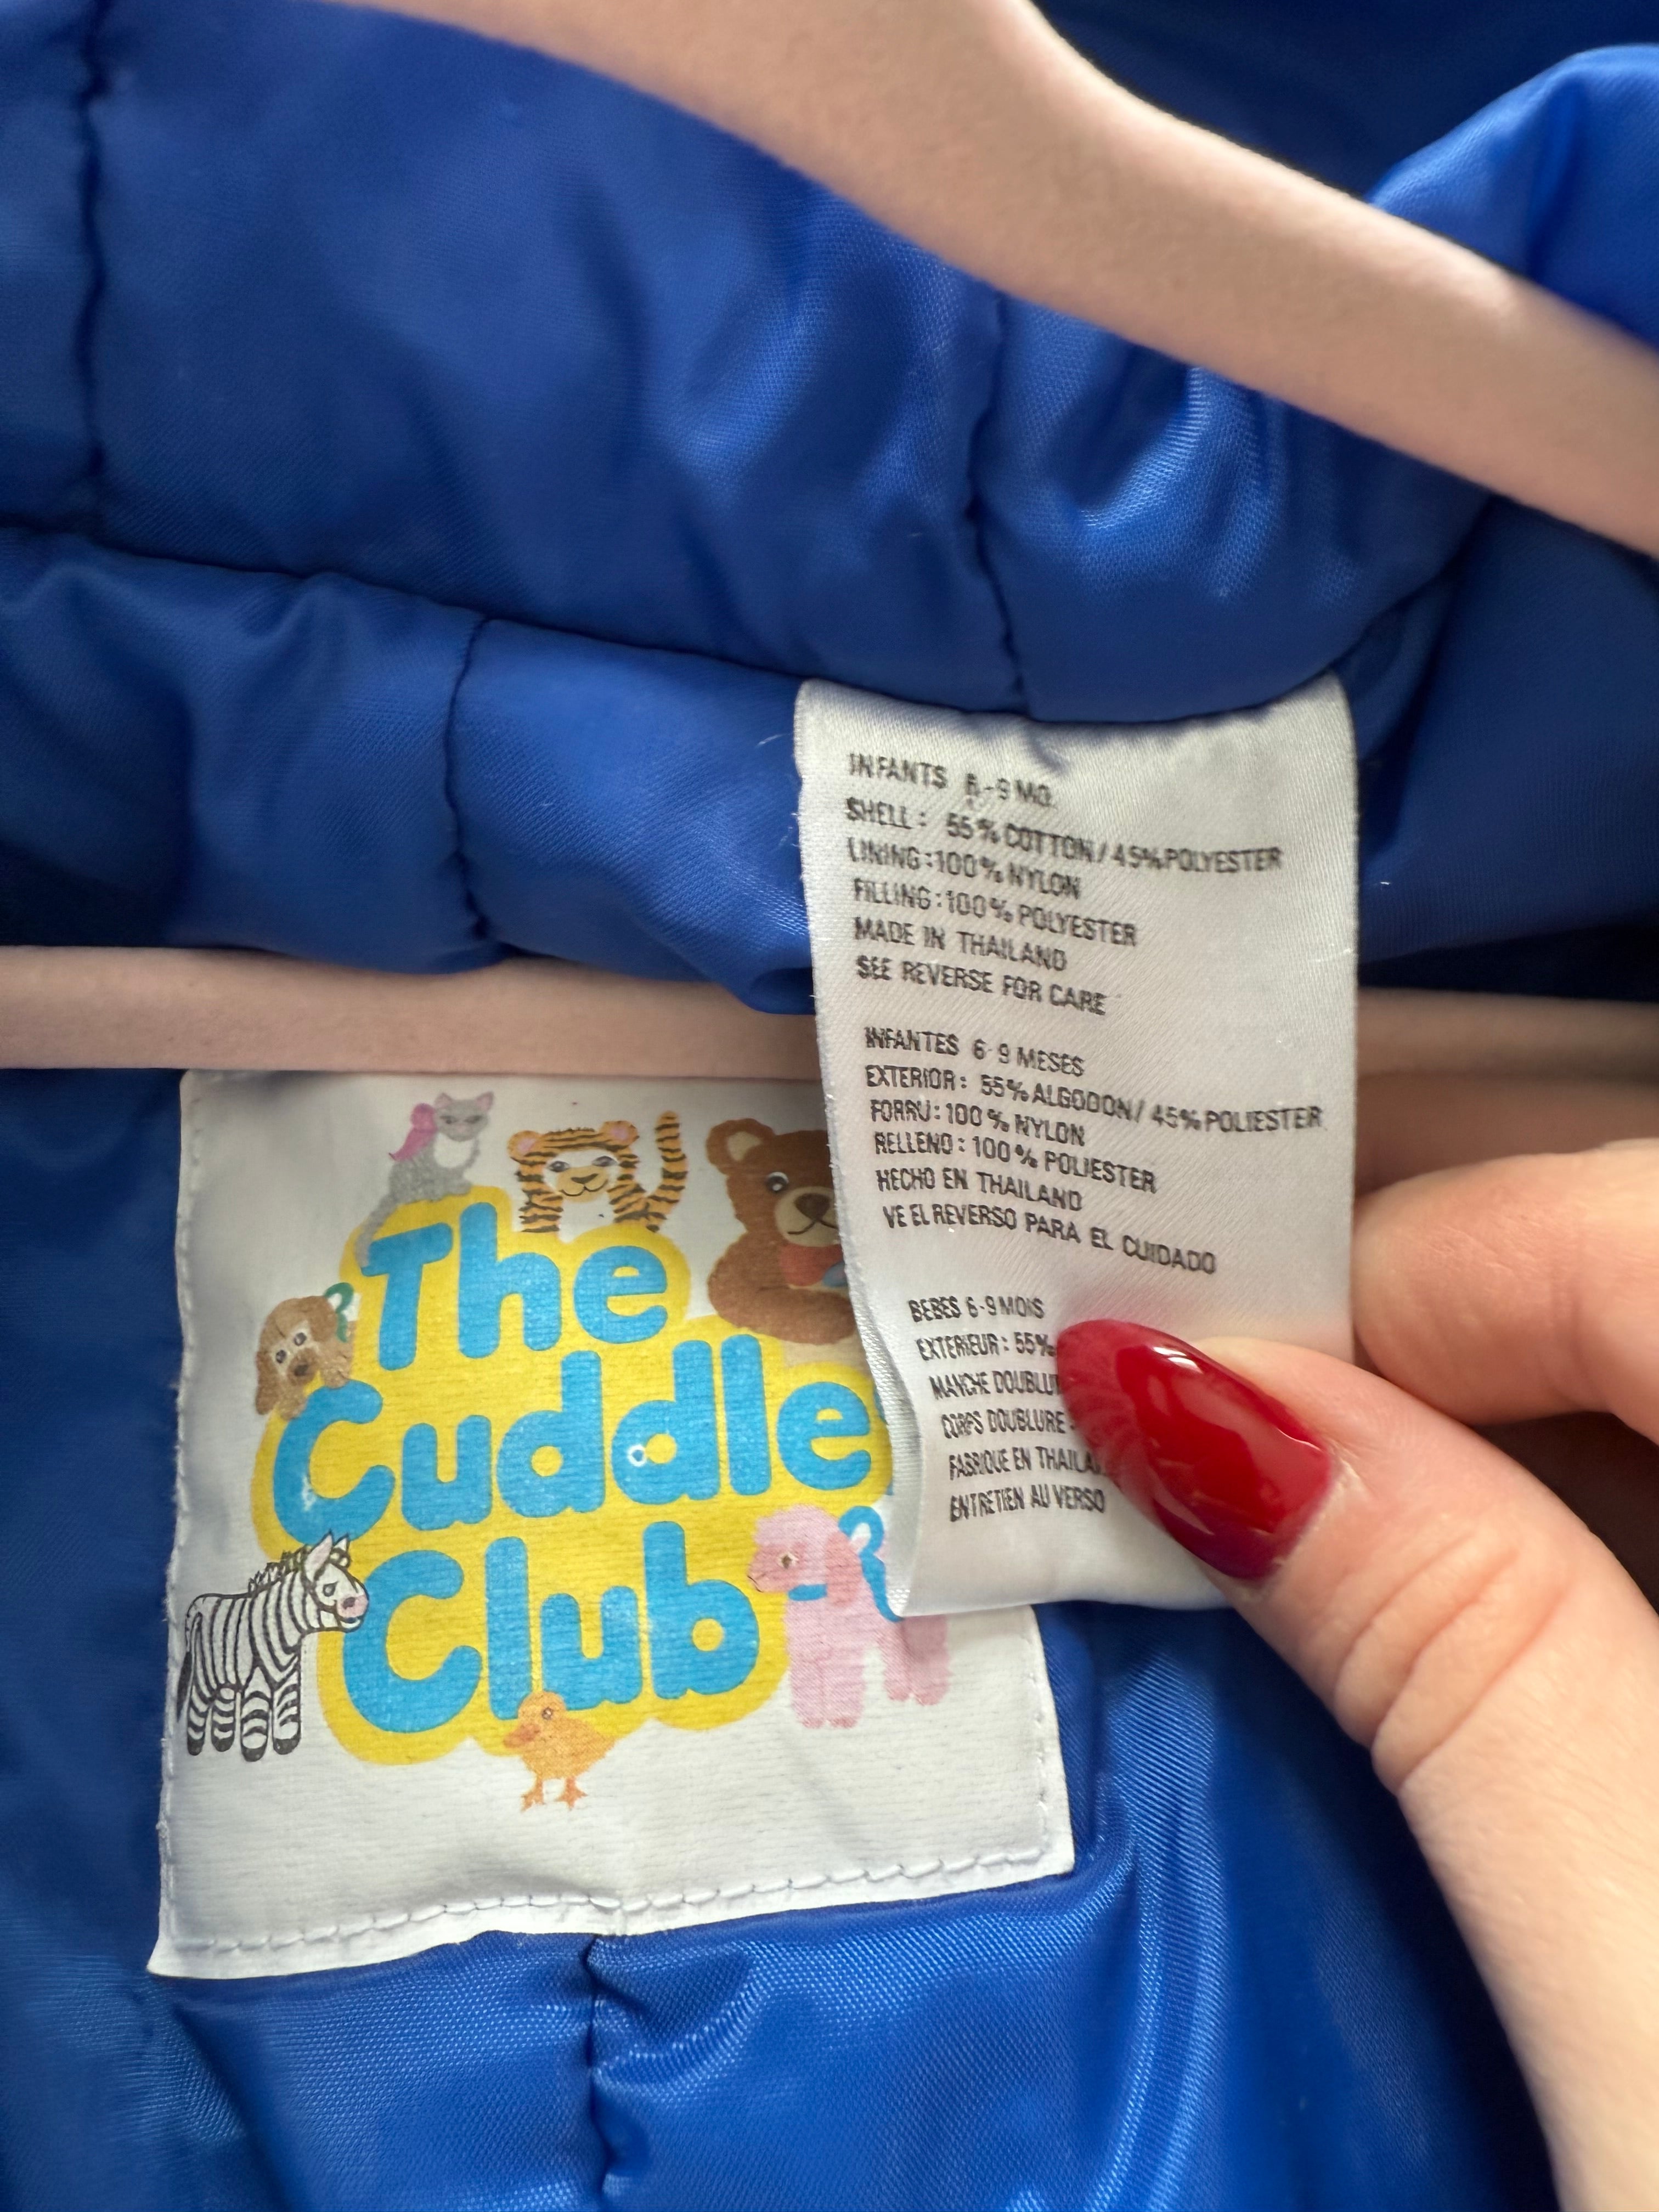 INFANTS 6-9 MO.
SHELL: 55% COTTON/45% POLYESTER
LINING: 100% NYLON
FILLING: 100% POLYESTER
MADE IN THAILAND
SEE REVERSE FOR CARE
INFANTES 6-9 MESES
EXTERIOR: 55% ALGODON/45% POLIESTER
FORRU: 100% NYLON
RELLENO: 100% POLIESTER
HECHO EN THAILAND
VE EL REVERSO PARA EL CUIDADO
BEBES 6-9 MOIS
EXTERIEUR: 55%
MANCHE
CORPS DOUBLURE
FABRIQUE EN
ENTRETIEN AU VERSO
The
Cuddle
Club